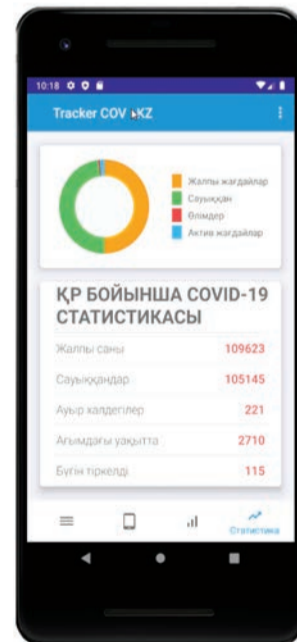 10:18
Tracker COV - KZ
Жалпы жағдайлар
Сауыққан
Өлімдер
Актив жағдайлар
ҚР БОЙЫНША COVID-19
СТАТИСТИКАСЫ
Жалпы саны 109623
Сауыққандар 105145
Ауыр халдегілер 221
Ағымдағы уақытта 2710
Бүгін тіркелді 115
Статистика